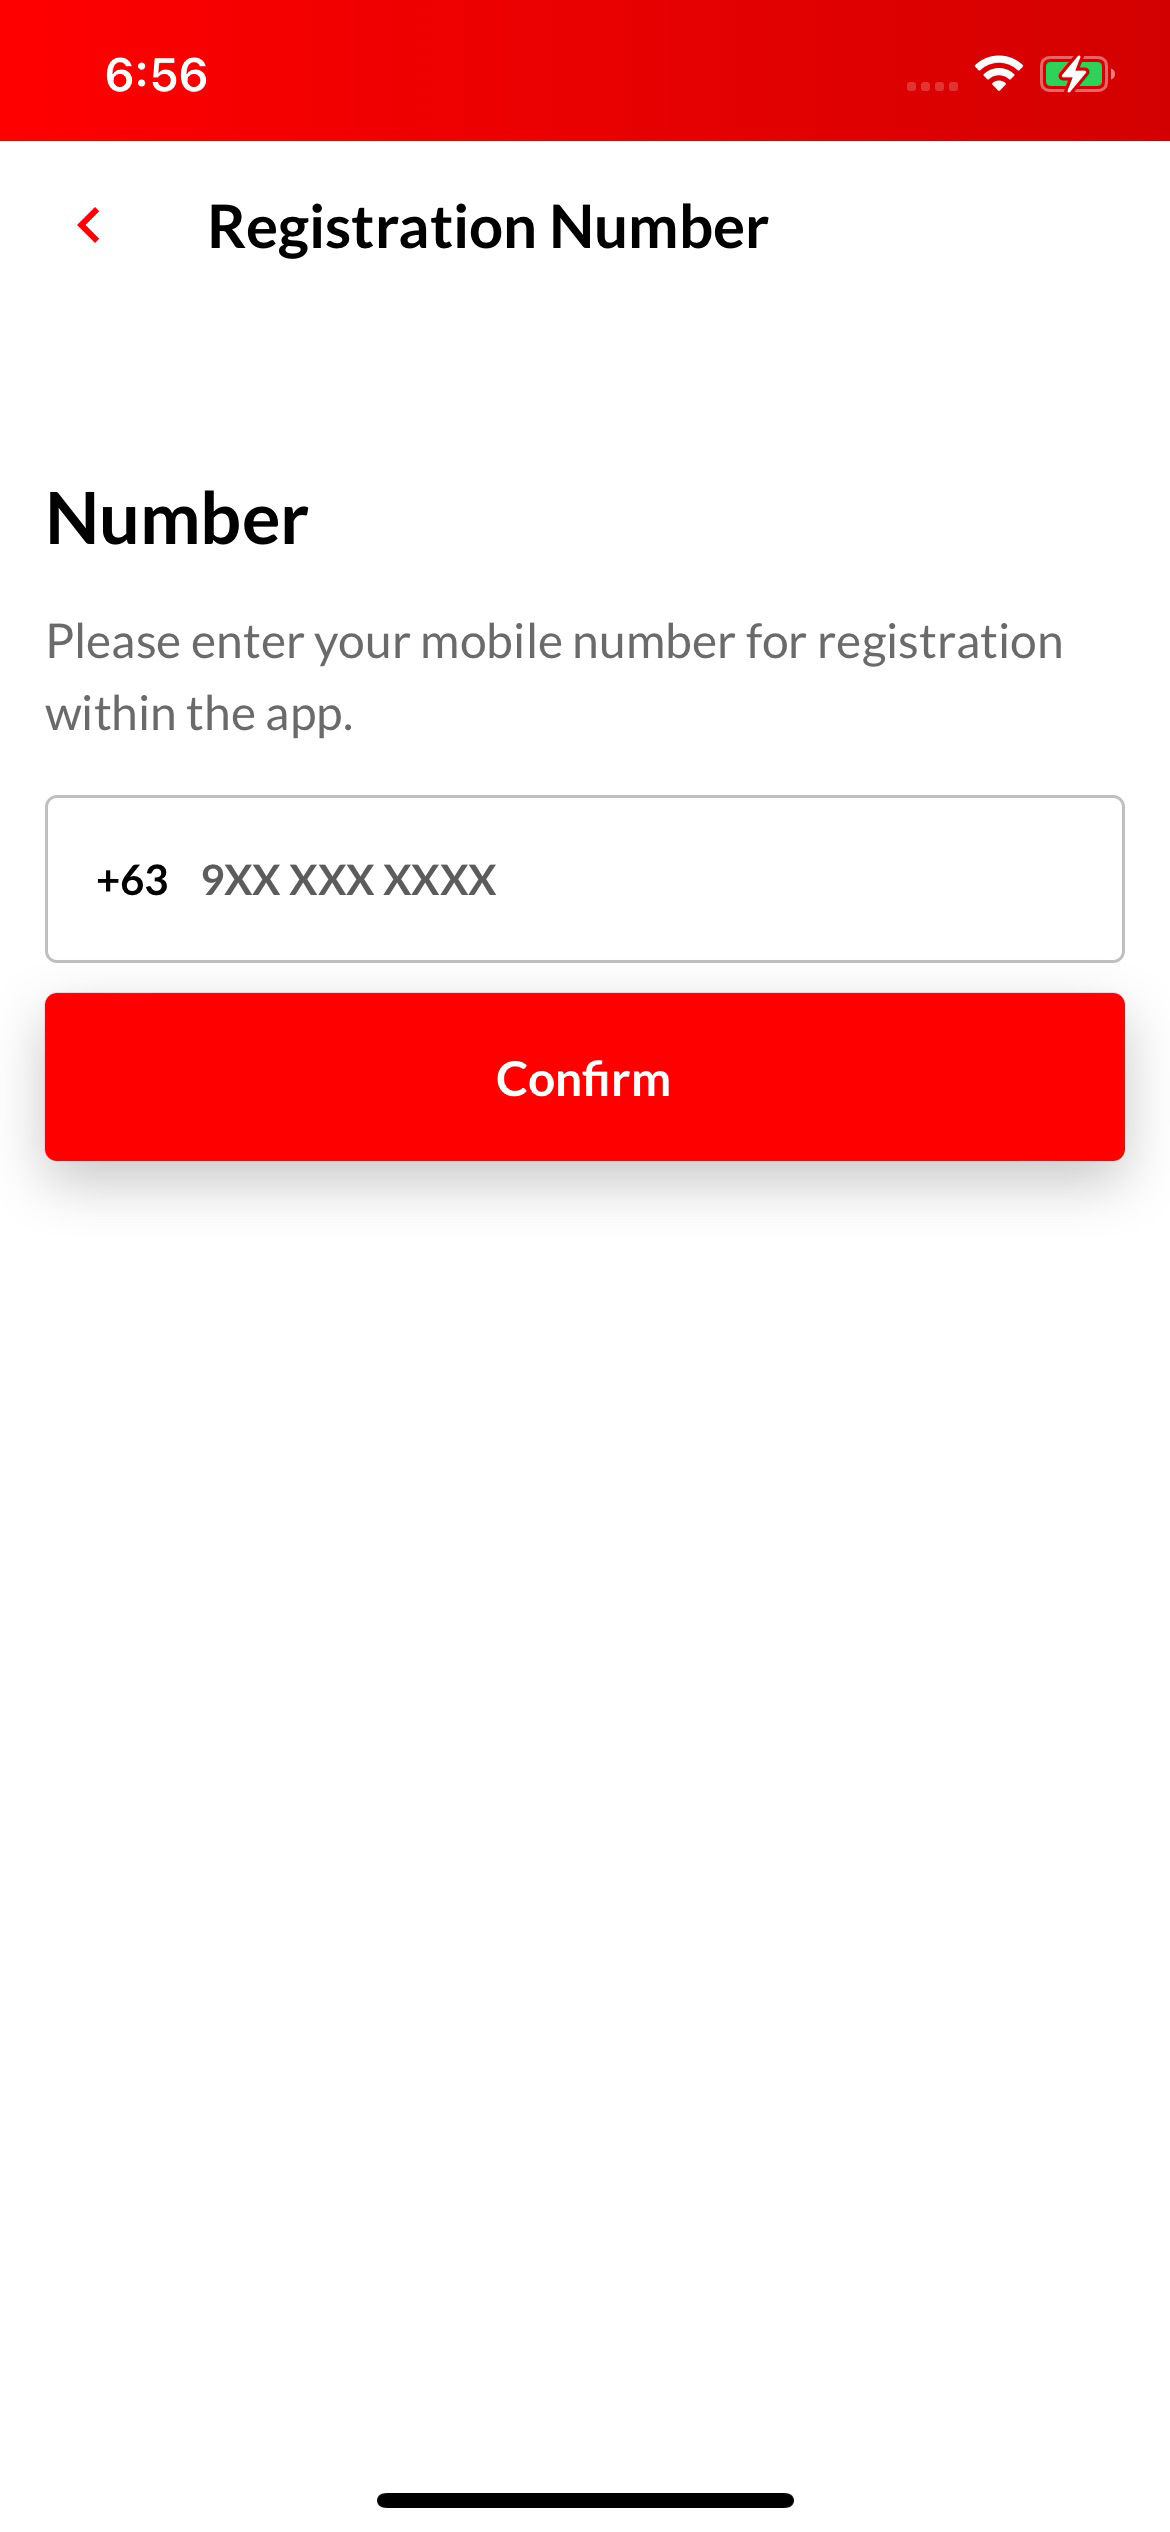 6:56
Registration Number
Number
Please enter your mobile number for registration
within the app.
+63 9XX XXX XXXX
Confirm